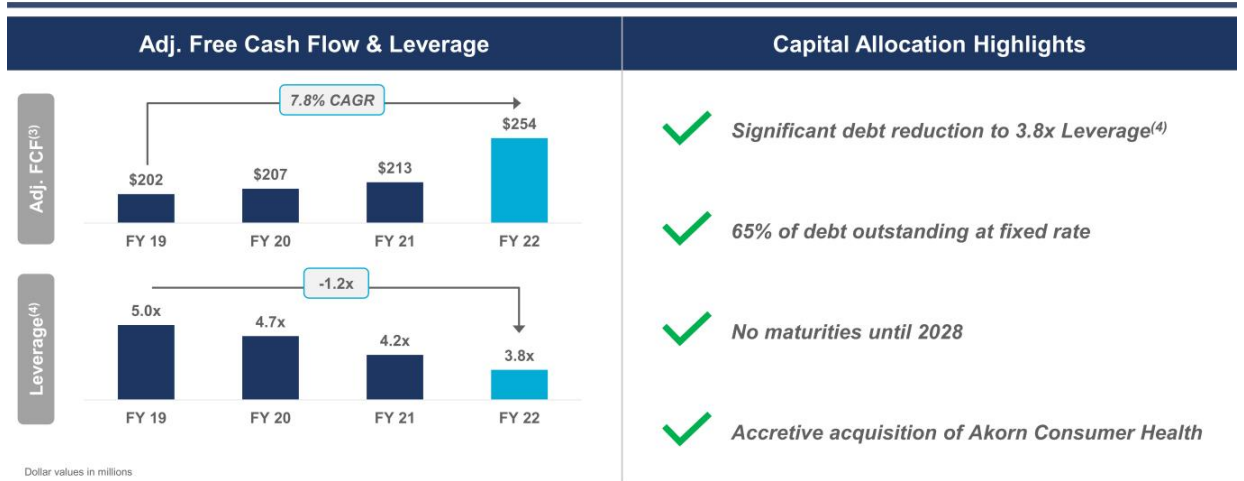 Adj. Free Cash Flow & Leverage
Adj. FCF(3)
7.8% CAGR
$202
$207
$213
$254
FY 19
FY 20
FY 21
FY 22
Leverage(4)
-1.2x
5.0x
4.7x
4.2x
3.8x
FY 19
FY 20
FY 21
FY 22
Dollar values in millions
Capital Allocation Highlights
Significant debt reduction to 3.8x Leverage(4)
65% of debt outstanding at fixed rate
No maturities until 2028
Accretive acquisition of Akorn Consumer Health